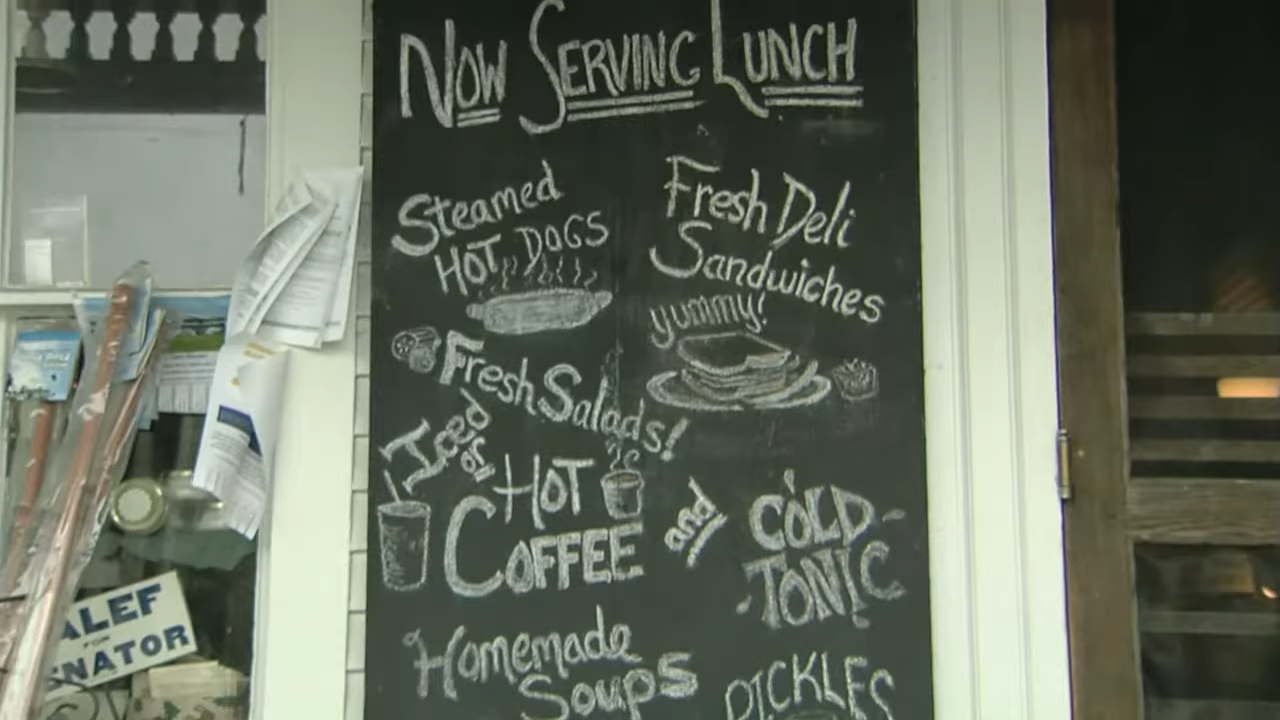 NOW SERVING LUNCH
Steamed
HOT DOGS
Fresh Deli
Sandwiches
yummy!
Fresh Salads!
Iced
or
HOT
COFFEE
and
COLD
TONIC
Homemade
Soups
PICKLES
ALEF
FOR
NATOR